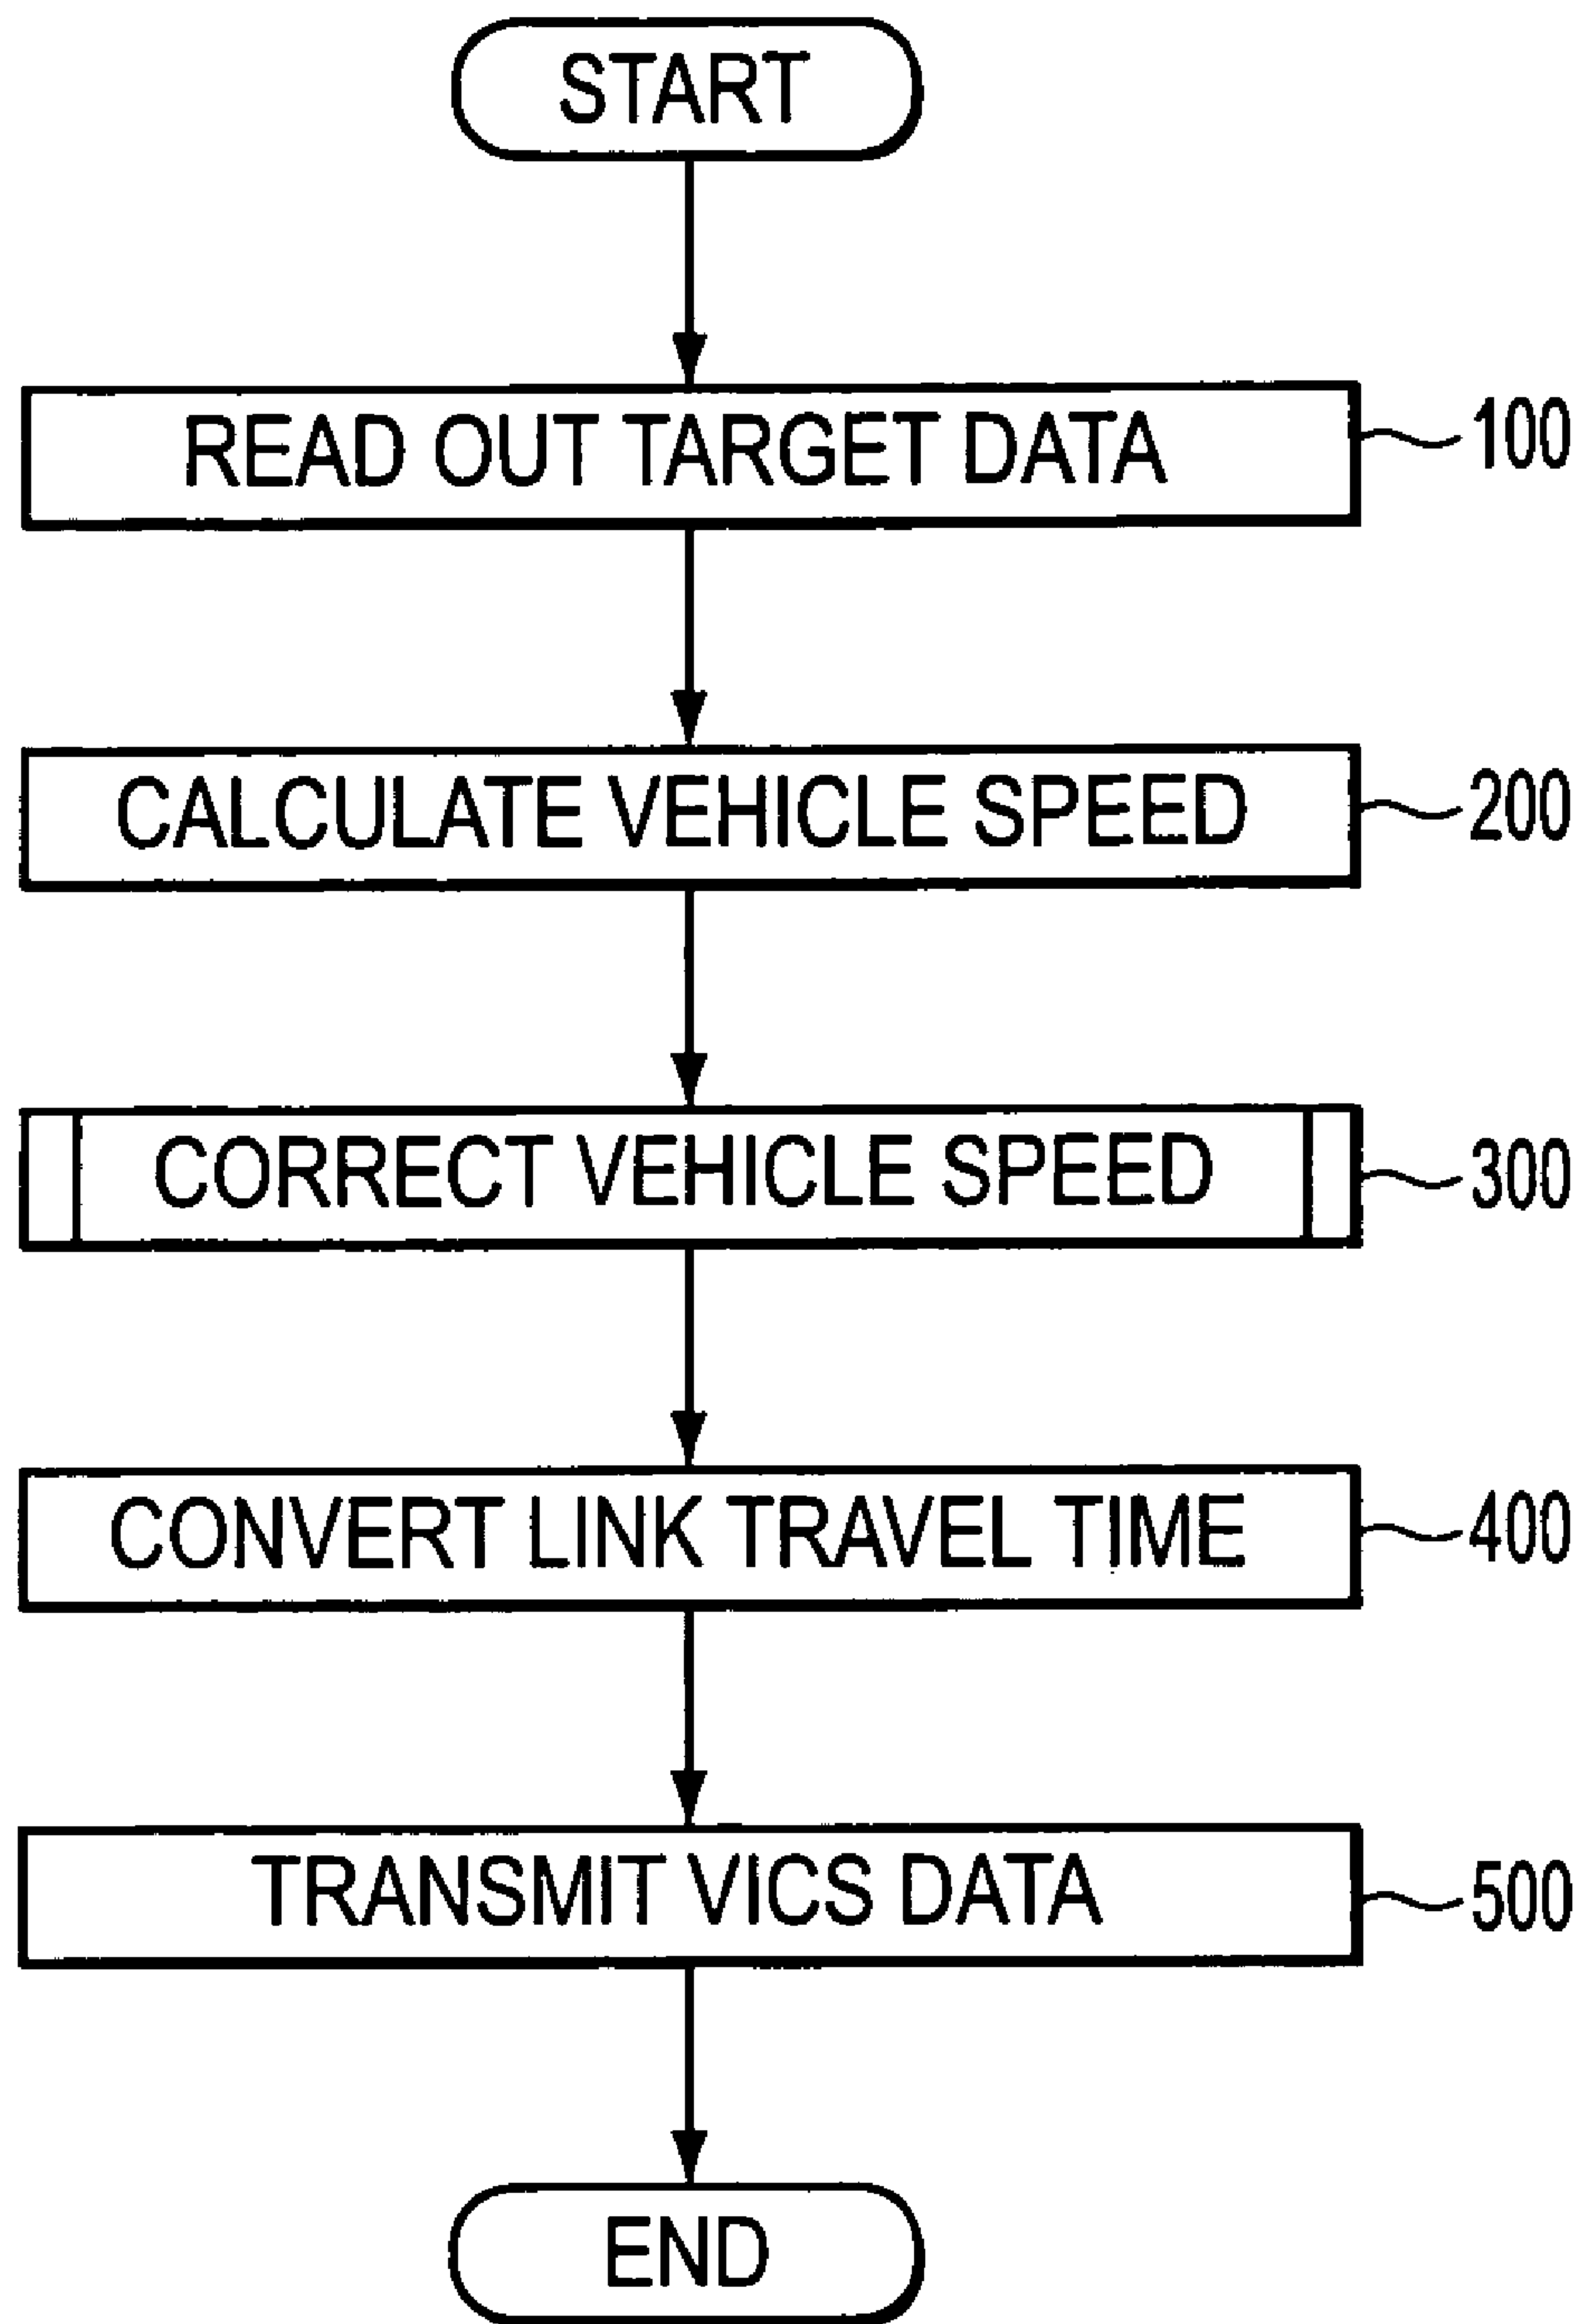 START
READ OUT TARGET DATA
100
CALCULATE VEHICLE SPEED
200
CORRECT VEHICLE SPEED
300
CONVERT LINK TRAVEL TIME
400
TRANSMIT VICS DATA
500
END